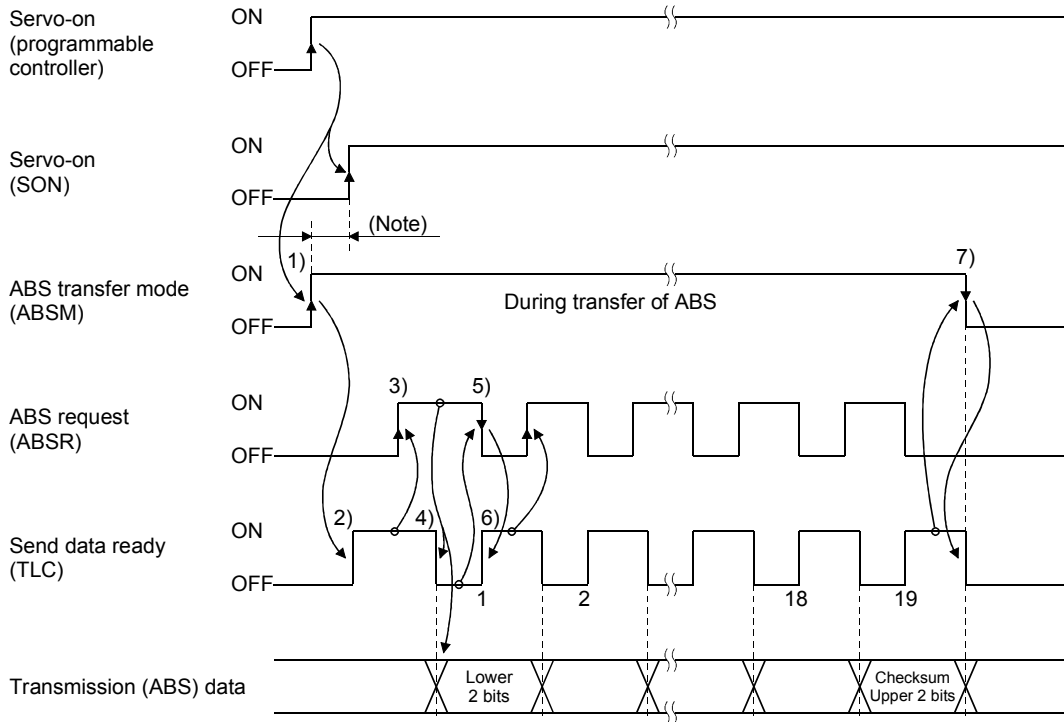 Servo-on
(programmable
controller)
ON
OFF
Servo-on
(SON)
ON
OFF
(Note)
ABS transfer mode
(ABSM)
ON
OFF
1)
During transfer of ABS
7)
ABS request
(ABSR)
ON
OFF
3)
5)
Send data ready
(TLC)
ON
OFF
2)
4)
6)
1
2
18
19
Transmission (ABS) data
Lower
2 bits
Checksum
Upper 2 bits